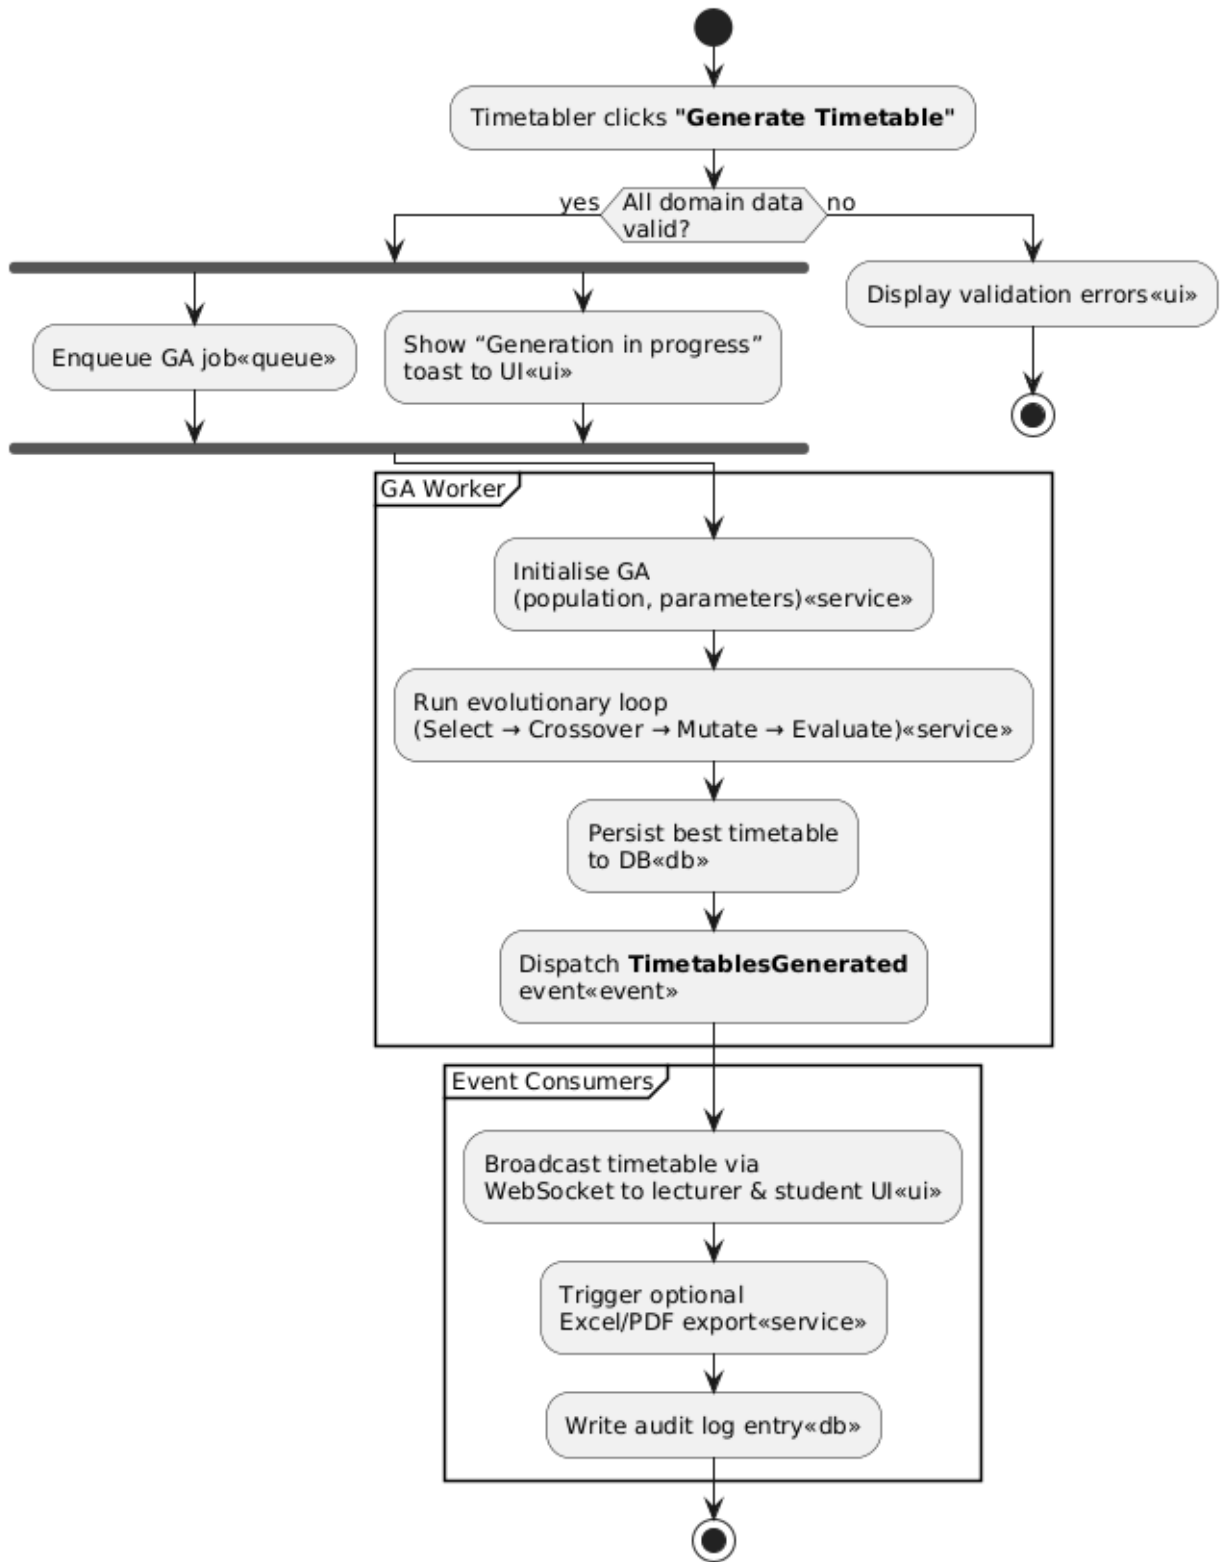 Timetabler clicks "Generate Timetable"
yes
All domain data
valid?
no
Enqueue GA job«queue»
Show “Generation in progress”
toast to UI«ui»
Display validation errors«ui»
GA Worker
Initialise GA
(population, parameters)«service»
Run evolutionary loop
(Select → Crossover → Mutate → Evaluate)«service»
Persist best timetable
to DB«db»
Dispatch TimetablesGenerated
event«event»
Event Consumers
Broadcast timetable via
WebSocket to lecturer & student UI«ui»
Trigger optional
Excel/PDF export«service»
Write audit log entry«db»